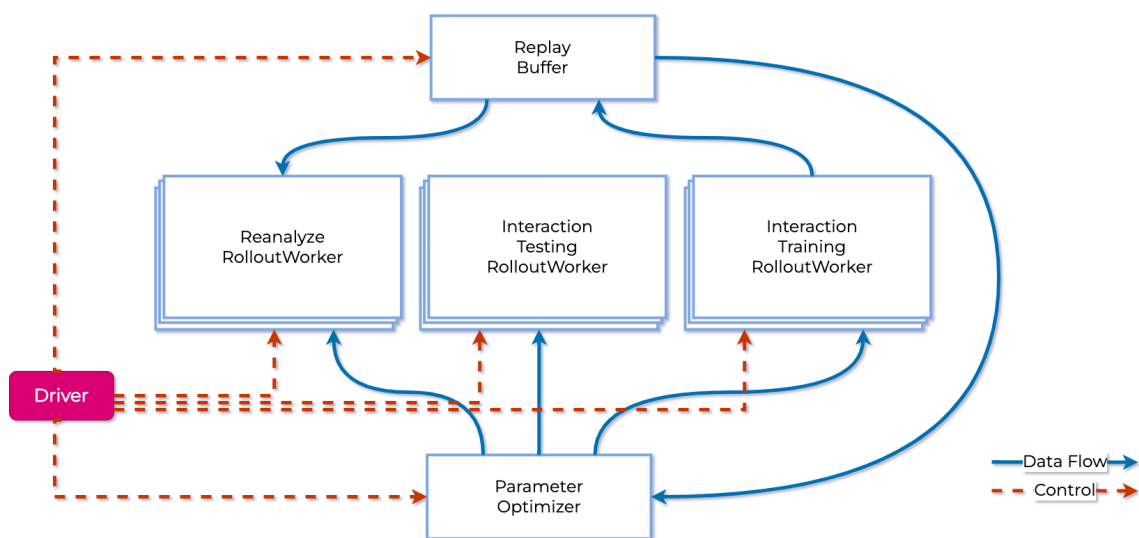 Replay
Buffer
Reanalyze
RolloutWorker
Interaction
Testing
RolloutWorker
Interaction
Training
RolloutWorker
Driver
Parameter
Optimizer
Data Flow
Control